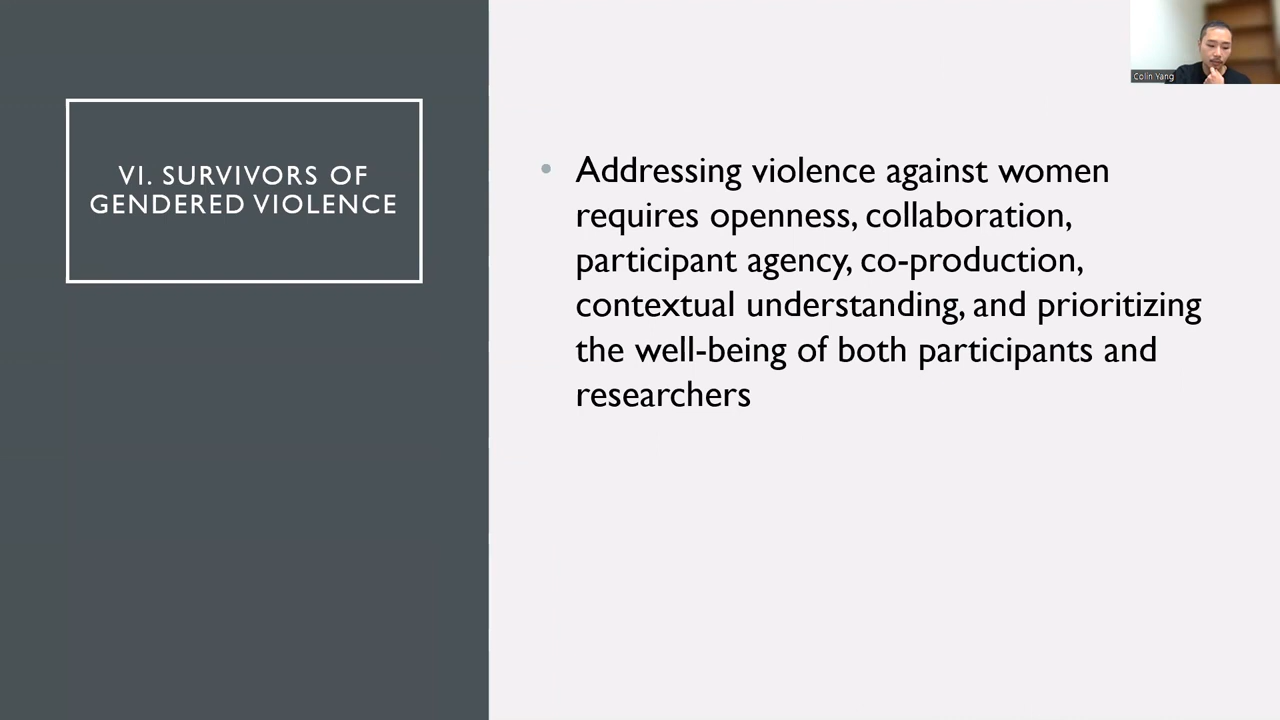 VI. SURVIVORS OF
GENDERED VIOLENCE
• Addressing violence against women
requires openness, collaboration,
participant agency, co-production,
contextual understanding, and prioritizing
the well-being of both participants and
researchers
Colin Yang